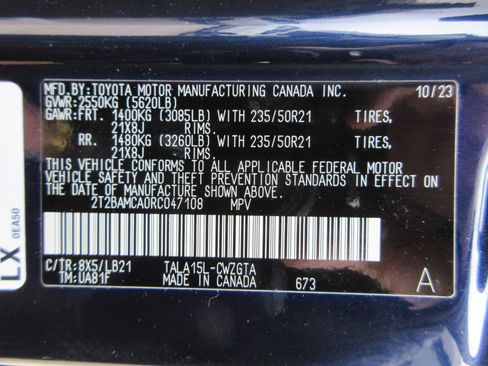 MFD.BY:TOYOTA MOTOR MANUFACTURING CANADA INC. 10/23
GVWR:2550KG (5620LB)
GAWR:FRT. 1400KG (3085LB) WITH 235/50R21 TIRES,
21X8J RIMS.
RR. 1480KG (3260LB) WITH 235/50R21 TIRES,
21X8J RIMS.
THIS VEHICLE CONFORMS TO ALL APPLICABLE FEDERAL MOTOR
VEHICLE SAFETY AND THEFT PREVENTION STANDARDS IN EFFECT
ON THE DATE OF MANUFACTURE SHOWN ABOVE.
2T2BAMCA0RC047108 MPV
C/TR:8X5/LB21 TALA15L-CWZGTA
TM:UA81F MADE IN CANADA 673
A
LX
0EA50